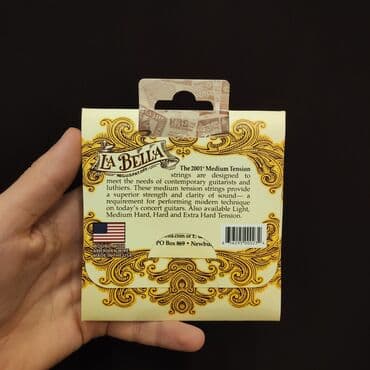 LA BELLA
The 2001® Medium Tension
strings are designed to
meet the needs of contemporary guitarists and
luthiers. These medium tension strings provide
a superior strength and clarity of sound— a
requirement for performing modern technique
on today's concert guitars. Also available Light,
Medium Hard, Hard and Extra Hard Tension.
PO Box 869 • Newbu